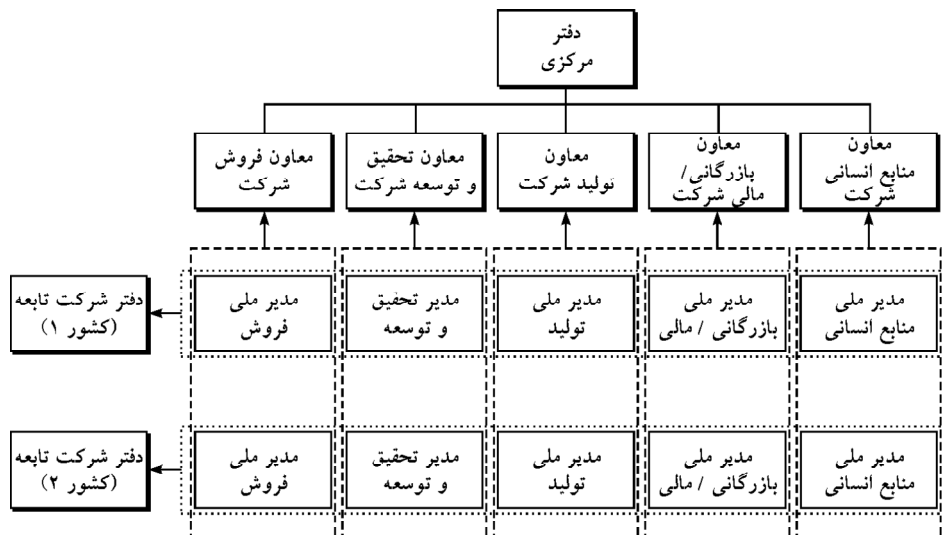 دفتر
مرکزی
معاون
منابع انسانی
شرکت
معاون
بازرگانی/
مالی شرکت
معاون
تولید شرکت
معاون تحقیق
و توسعه شرکت
معاون فروش
شرکت
مدیر ملی
منابع انسانی
مدیر ملی
بازرگانی / مالی
مدیر ملی
تولید
مدیر تحقیق
و توسعه
مدیر ملی
فروش
دفتر شرکت تابعه
(کشور ۱)
مدیر ملی
منابع انسانی
مدیر ملی
بازرگانی / مالی
مدیر ملی
تولید
مدیر تحقیق
و توسعه
مدیر ملی
فروش
دفتر شرکت تابعه
(کشور ۲)